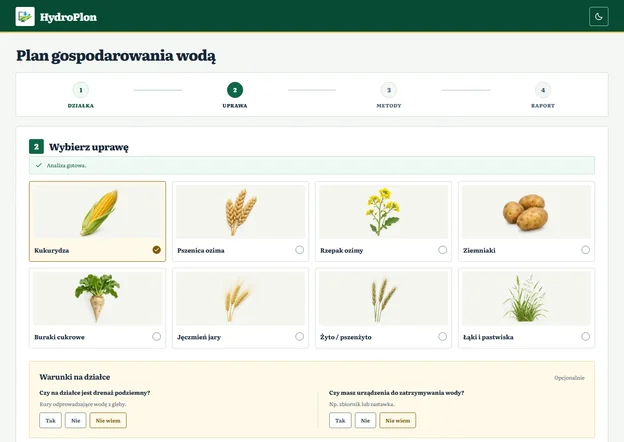 HydroPlon
Plan gospodarowania wodą
1
2
3
4
DZIAŁKA
UPRAWA
METODY
RAPORT
2 Wybierz uprawę
Analiza gotowa.
Kukurydza
Pszenica ozima
Rzepak ozimy
Ziemniaki
Buraki cukrowe
Jęczmień jary
Żyto / pszenżyto
Łąki i pastwiska
Warunki na działce
Opcjonalnie
Czy na działce jest drenaż podziemny?
Rury odprowadzające wodę z gleby.
Tak Nie Nie wiem
Czy masz urządzenia do zatrzymywania wody?
Np. zbiornik lub zastawka.
Tak Nie Nie wiem